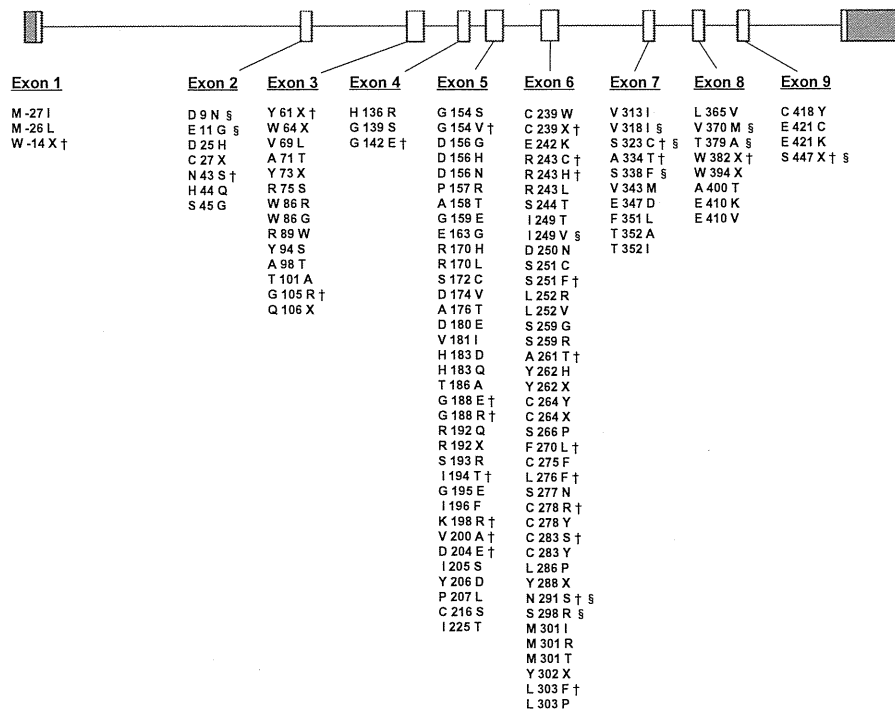 Exon 1
M -27 I
M -26 L
W -14 X †
Exon 2
D 9 N §
E 11 G §
D 25 H
C 27 X
N 43 S †
H 44 Q
S 45 G
Exon 3
Y 61 X †
W 64 X
V 69 L
A 71 T
Y 73 X
R 75 S
W 86 R
W 86 G
R 89 W
Y 94 S
A 98 T
T 101 A
G 105 R †
Q 106 X
Exon 4
H 136 R
G 139 S
G 142 E †
Exon 5
G 154 S
G 154 V †
D 156 G
D 156 H
D 156 N
P 157 R
A 158 T
G 159 E
E 163 G
R 170 H
R 170 L
S 172 C
D 174 V
A 176 T
D 180 E
V 181 I
H 183 D
H 183 Q
T 186 A
G 188 E †
G 188 R †
R 192 Q
R 192 X
S 193 R
I 194 T †
G 195 E
I 196 F
K 198 R †
V 200 A †
D 204 E †
I 205 S
Y 206 D
P 207 L
C 216 S
I 225 T
Exon 6
C 239 W
C 239 X †
E 242 K
R 243 C †
R 243 H †
R 243 L
S 244 T
I 249 T
I 249 V §
D 250 N
S 251 C
S 251 F †
L 252 R
L 252 V
S 259 G
S 259 R
A 261 T †
Y 262 H
Y 262 X
C 264 Y
C 264 X
S 266 P
F 270 L †
C 275 F
L 276 F †
S 277 N
C 278 R †
C 278 Y
C 283 S †
C 283 Y
L 286 P
Y 288 X
N 291 S † §
S 298 R §
M 301 I
M 301 R
M 301 T
Y 302 X
L 303 F †
L 303 P
Exon 7
V 313 I
V 318 I §
S 323 C † §
A 334 T †
S 338 F §
V 343 M
E 347 D
F 351 L
T 352 A
T 352 I
Exon 8
L 365 V
V 370 M §
T 379 A §
W 382 X †
W 394 X
A 400 T
E 410 K
E 410 V
Exon 9
C 418 Y
E 421 C
E 421 K
S 447 X † §